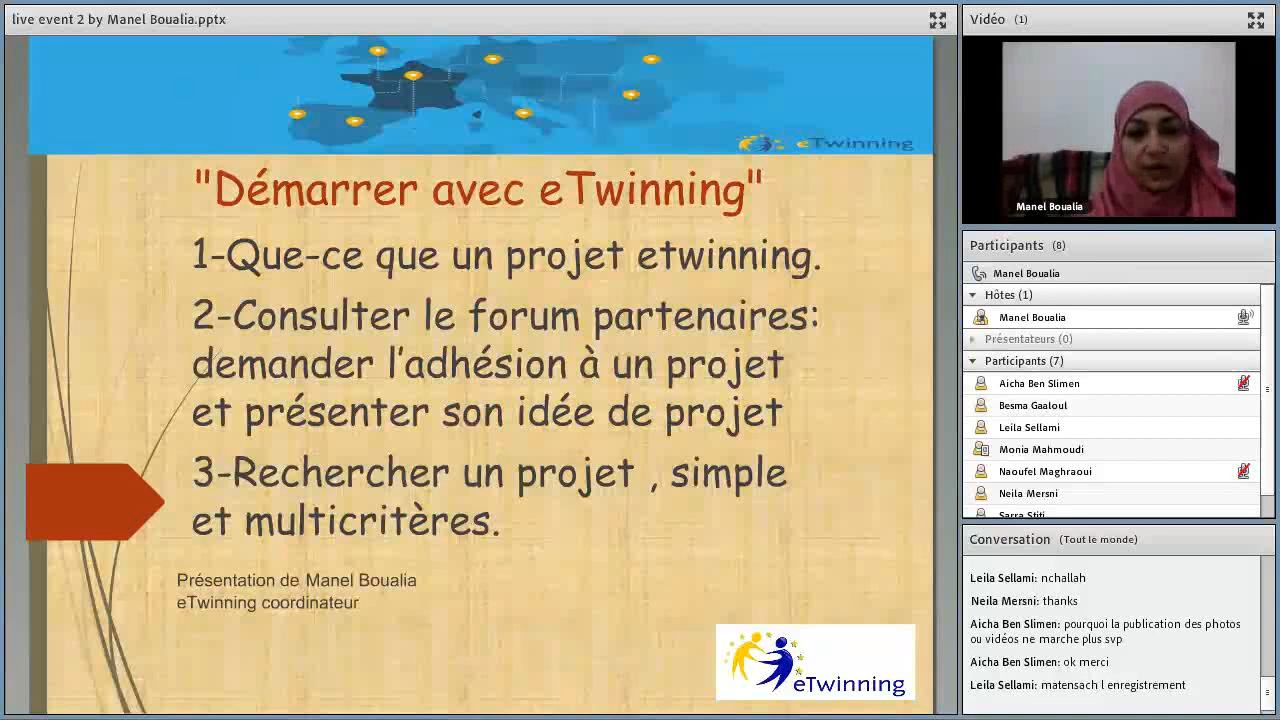 live event 2 by Manel Boualia.pptx
eTwinning
"Démarrer avec eTwinning"
1-Que-ce que un projet etwinning.
2-Consulter le forum partenaires:
demander l’adhésion à un projet
et présenter son idée de projet
3-Rechercher un projet , simple
et multicritères.
Présentation de Manel Boualia
eTwinning coordinateur
eTwinning
Vidéo (1)
Manel Boualia
Participants (8)
Manel Boualia
Hôtes (1)
Manel Boualia
Présentateurs (0)
Participants (7)
Aicha Ben Slimen
Besma Gaaloul
Leila Sellami
Monia Mahmoudi
Naoufel Maghraoui
Neila Mersni
Sarra Stiti
Conversation (Tout le monde)
Leila Sellami: nchallah
Neila Mersni: thanks
Aicha Ben Slimen: pourquoi la publication des photos
ou vidéos ne marche plus svp
Aicha Ben Slimen: ok merci
Leila Sellami: matensach l enregistrement